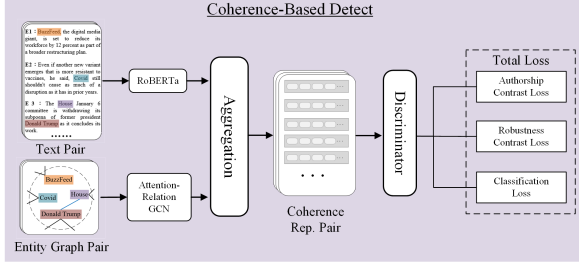 Coherence-Based Detect
E1：BuzzFeed, the digital media
giant, is set to reduce its
workforce by 12 percent as part of
a broader restructuring plan.
E2：Even if another new variant
emerges that is more resistant to
vaccines, he said, Covid still
shouldn't cause as much of a
disruption as it has in prior years.
E 3：The House January 6
committee is withdrawing its
subpoena of former president
Donald Trump as it concludes its
work.
......
Text Pair
RoBERTa
BuzzFeed
Covid
House
Donald Trump
Entity Graph Pair
Attention-
Relation
GCN
Aggregation
...
Coherence
Rep. Pair
Discriminator
Total Loss
Authorship
Contrast Loss
Robustness
Contrast Loss
Classification
Loss